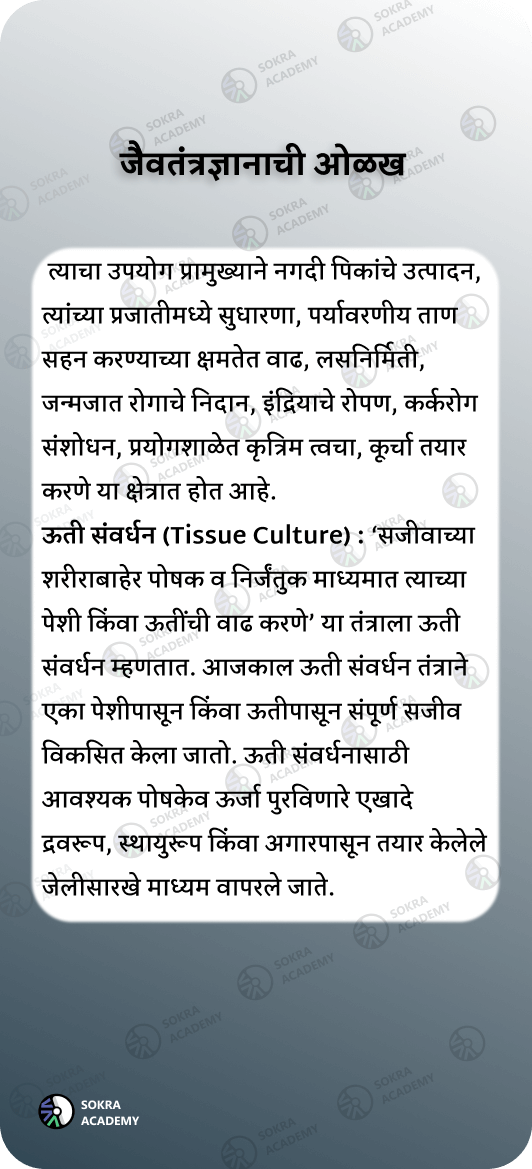 जैवतंत्रज्ञानाची ओळख
त्याचा उपयोग प्रामुख्याने नगदी पिकांचे उत्पादन,
त्यांच्या प्रजातीमध्ये सुधारणा, पर्यावरणीय ताण
सहन करण्याच्या क्षमतेत वाढ, लसनिर्मिती,
जन्मजात रोगाचे निदान, इंद्रियाचे रोपण, कर्करोग
संशोधन, प्रयोगशाळेत कृत्रिम त्वचा, कूर्चा तयार
करणे या क्षेत्रात होत आहे.
ऊती संवर्धन (Tissue Culture) : ‘सजीवाच्या
शरीराबाहेर पोषक व निर्जंतुक माध्यमात त्याच्या
पेशी किंवा ऊतींची वाढ करणे’ या तंत्राला ऊती
संवर्धन म्हणतात. आजकाल ऊती संवर्धन तंत्राने
एका पेशीपासून किंवा ऊतीपासून संपूर्ण सजीव
विकसित केला जातो. ऊती संवर्धनासाठी
आवश्यक पोषकेव ऊर्जा पुरविणारे एखादे
द्रवरूप, स्थायुरूप किंवा अगारपासून तयार केलेले
जेलीसारखे माध्यम वापरले जाते.
SOKRA
ACADEMY